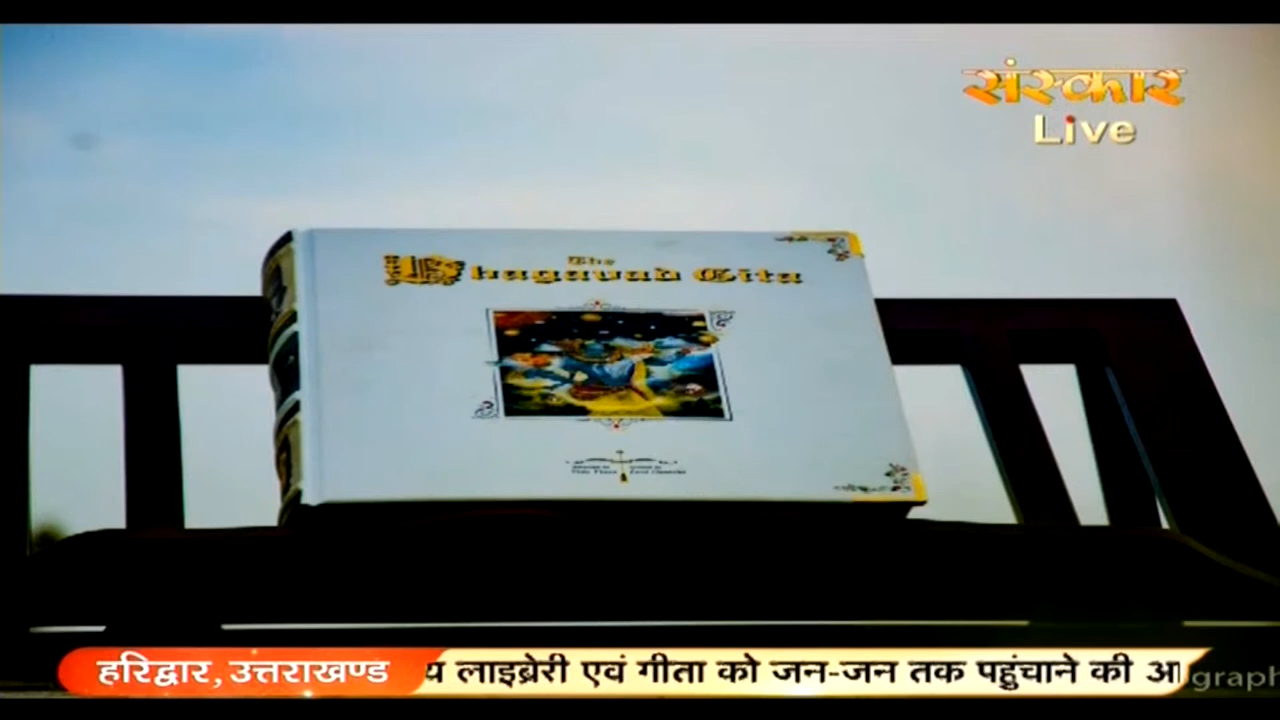 संस्कार
Live
The
Bhagavad Gita
हरिद्वार, उत्तराखण्ड
य लाइब्रेरी एवं गीता को जन-जन तक पहुंचाने की आ
graph